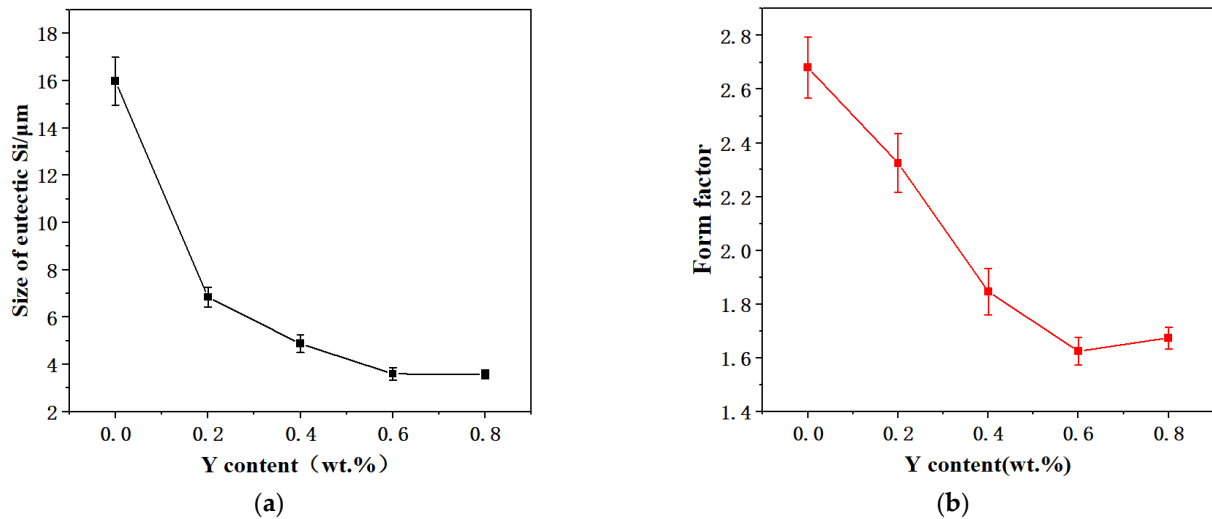 18
16
14
12
10
8
6
4
2
Size of eutectic Si/μm
0.0 0.2 0.4 0.6 0.8
Y content（wt.%）
(a)
2.8
2.6
2.4
2.2
2.0
1.8
1.6
1.4
Form factor
0.0 0.2 0.4 0.6 0.8
Y content(wt.%)
(b)